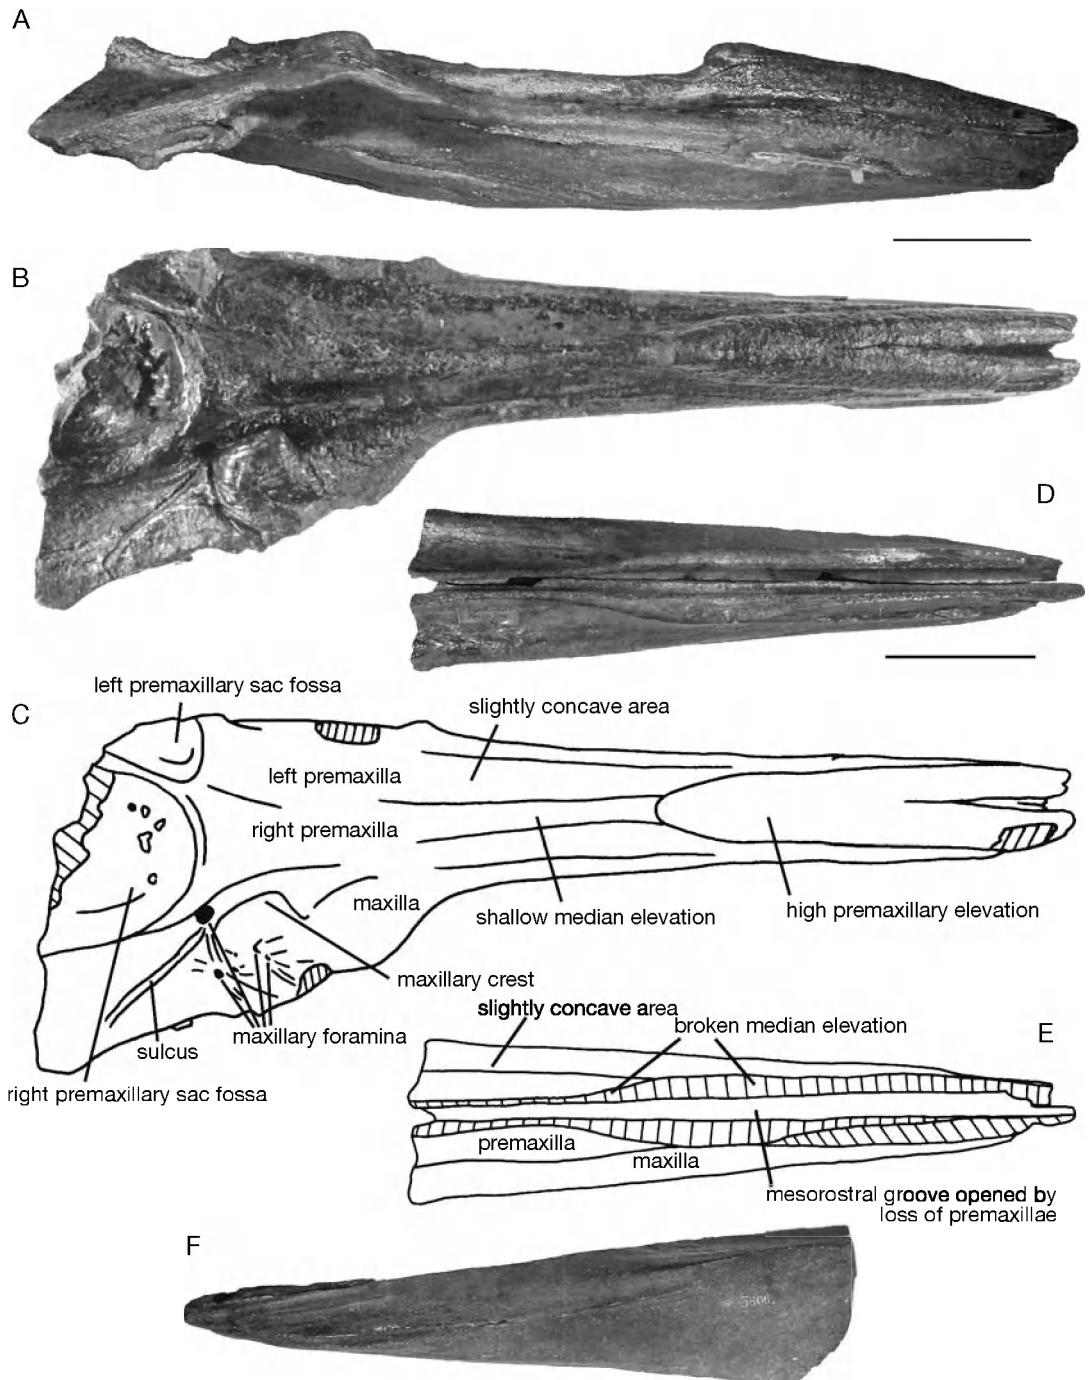 A
B
D
left premaxillary sac fossa
C
slightly concave area
left premaxilla
right premaxilla
maxilla
shallow median elevation
high premaxillary elevation
maxillary crest
slightly concave area
broken median elevation
E
maxillary foramina
sulcus
right premaxillary sac fossa
premaxilla
maxilla
mesorostral groove opened by
loss of premaxillae
F